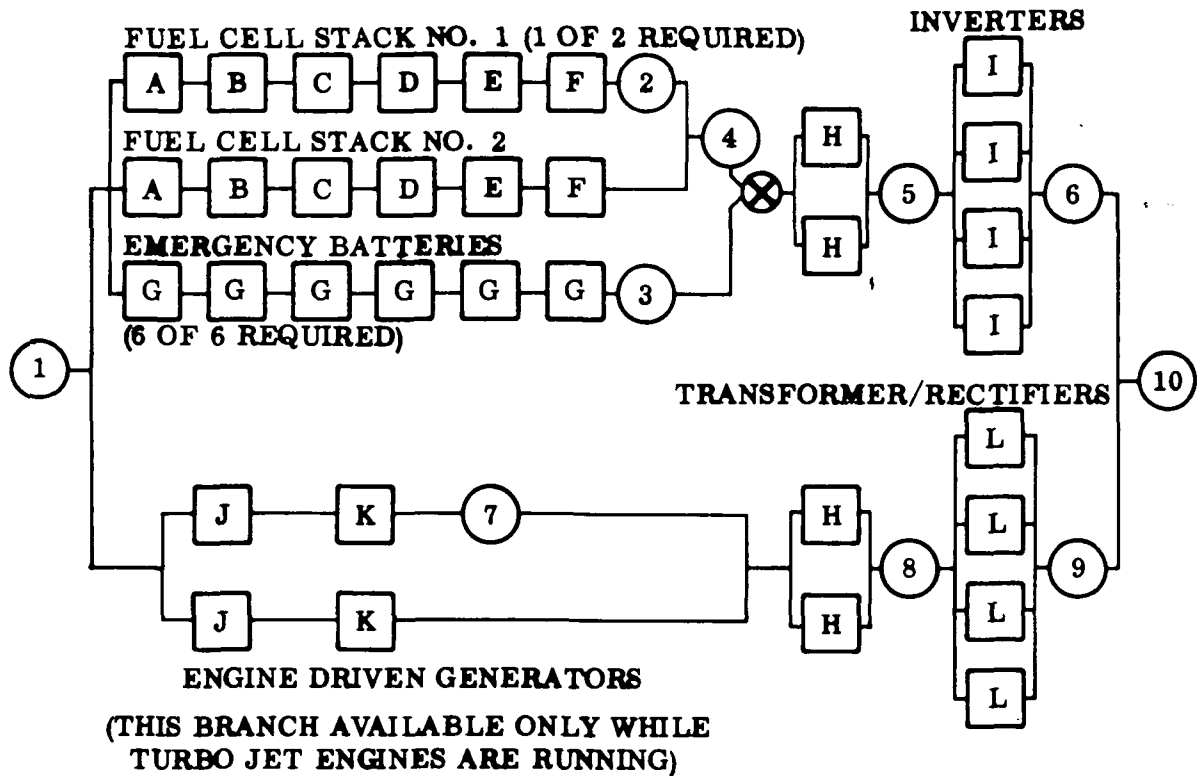 INVERTERS
FUEL CELL STACK NO. 1 (1 OF 2 REQUIRED)
I
A B C D E F 2
4 H
FUEL CELL STACK NO. 2
I
A B C D E F
5 6
I
EMERGENCY BATTERIES
H
G G G G G G 3
I
(6 OF 6 REQUIRED)
1
10
TRANSFORMER/RECTIFIERS
L
J K 7 H
L
8 9
L
J K H
L
ENGINE DRIVEN GENERATORS
(THIS BRANCH AVAILABLE ONLY WHILE
TURBO JET ENGINES ARE RUNNING)